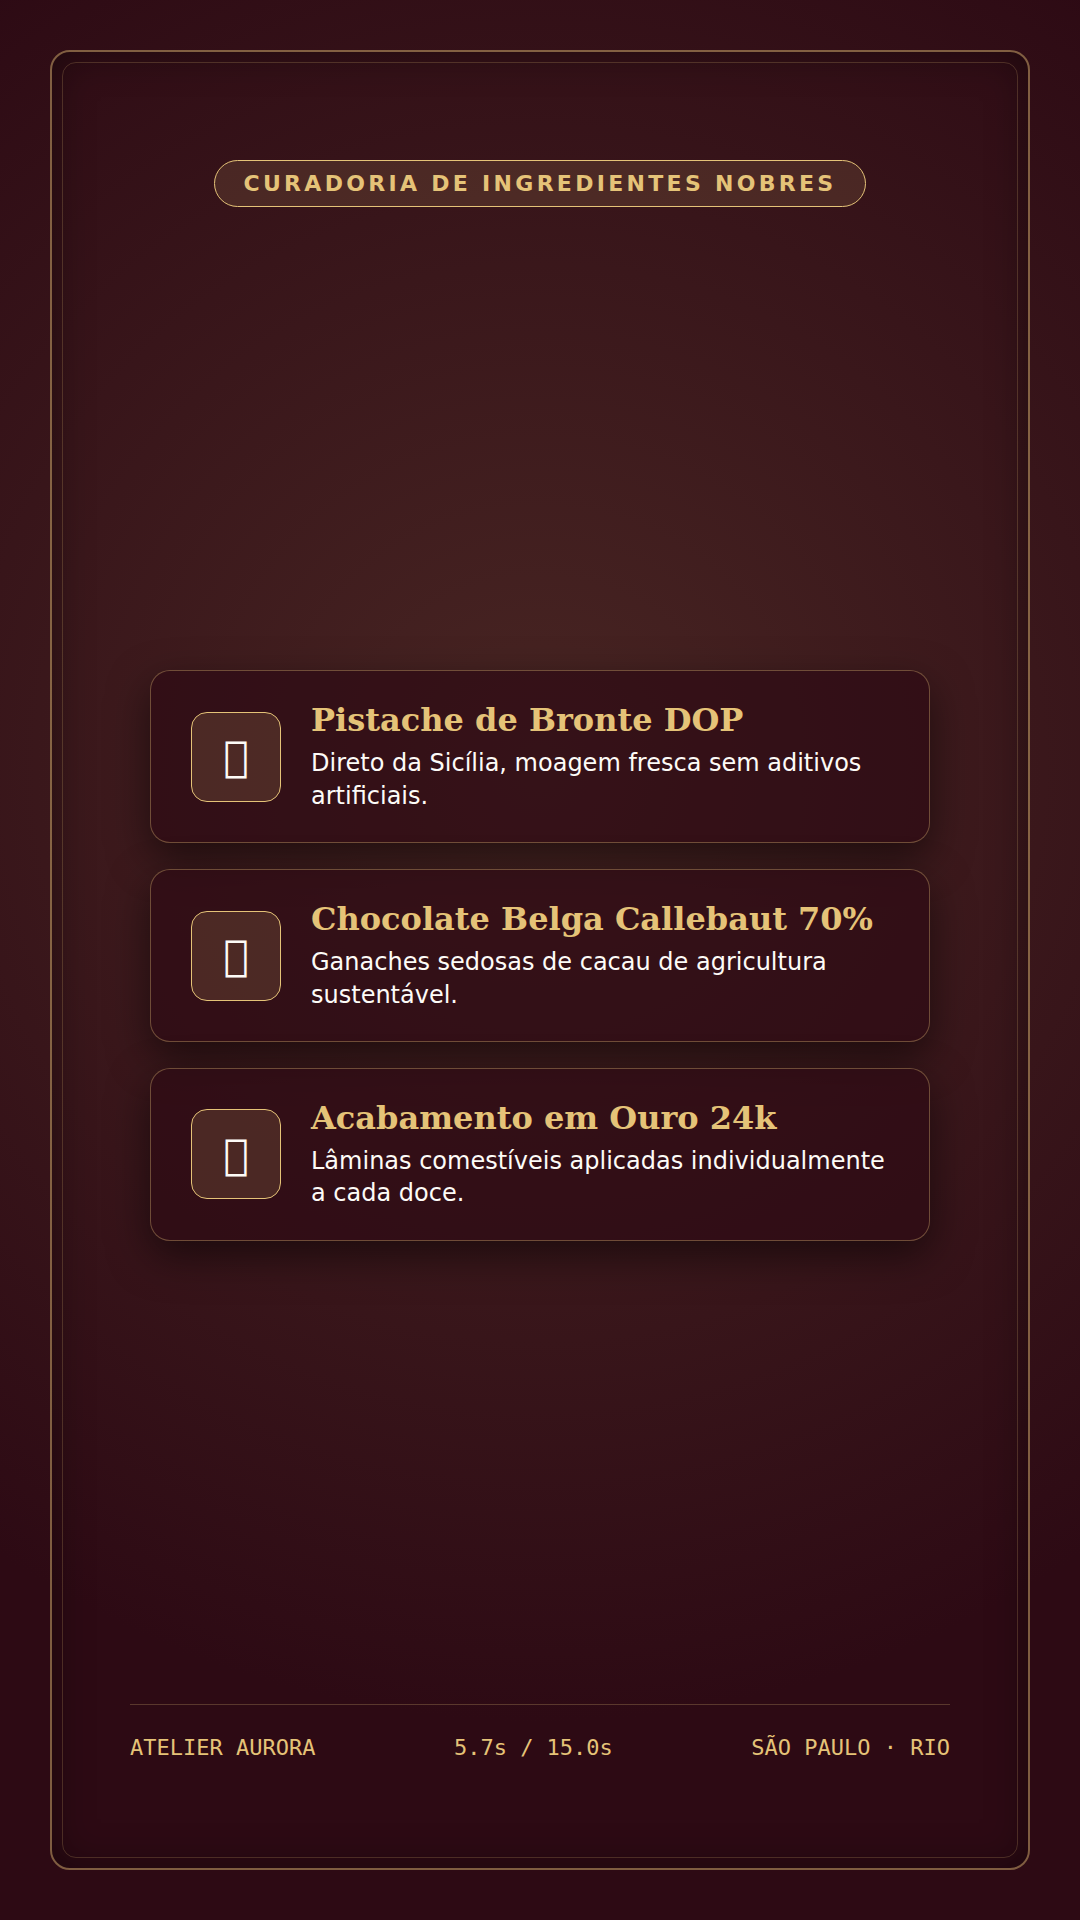 CURADORIA DE INGREDIENTES NOBRES
Pistache de Bronte DOP
Direto da Sicília, moagem fresca sem aditivos
artificiais.
Chocolate Belga Callebaut 70%
Ganaches sedosas de cacau de agricultura
sustentável.
Acabamento em Ouro 24k
Lâminas comestíveis aplicadas individualmente
a cada doce.
ATELIER AURORA 5.7s / 15.0s SÃO PAULO · RIO